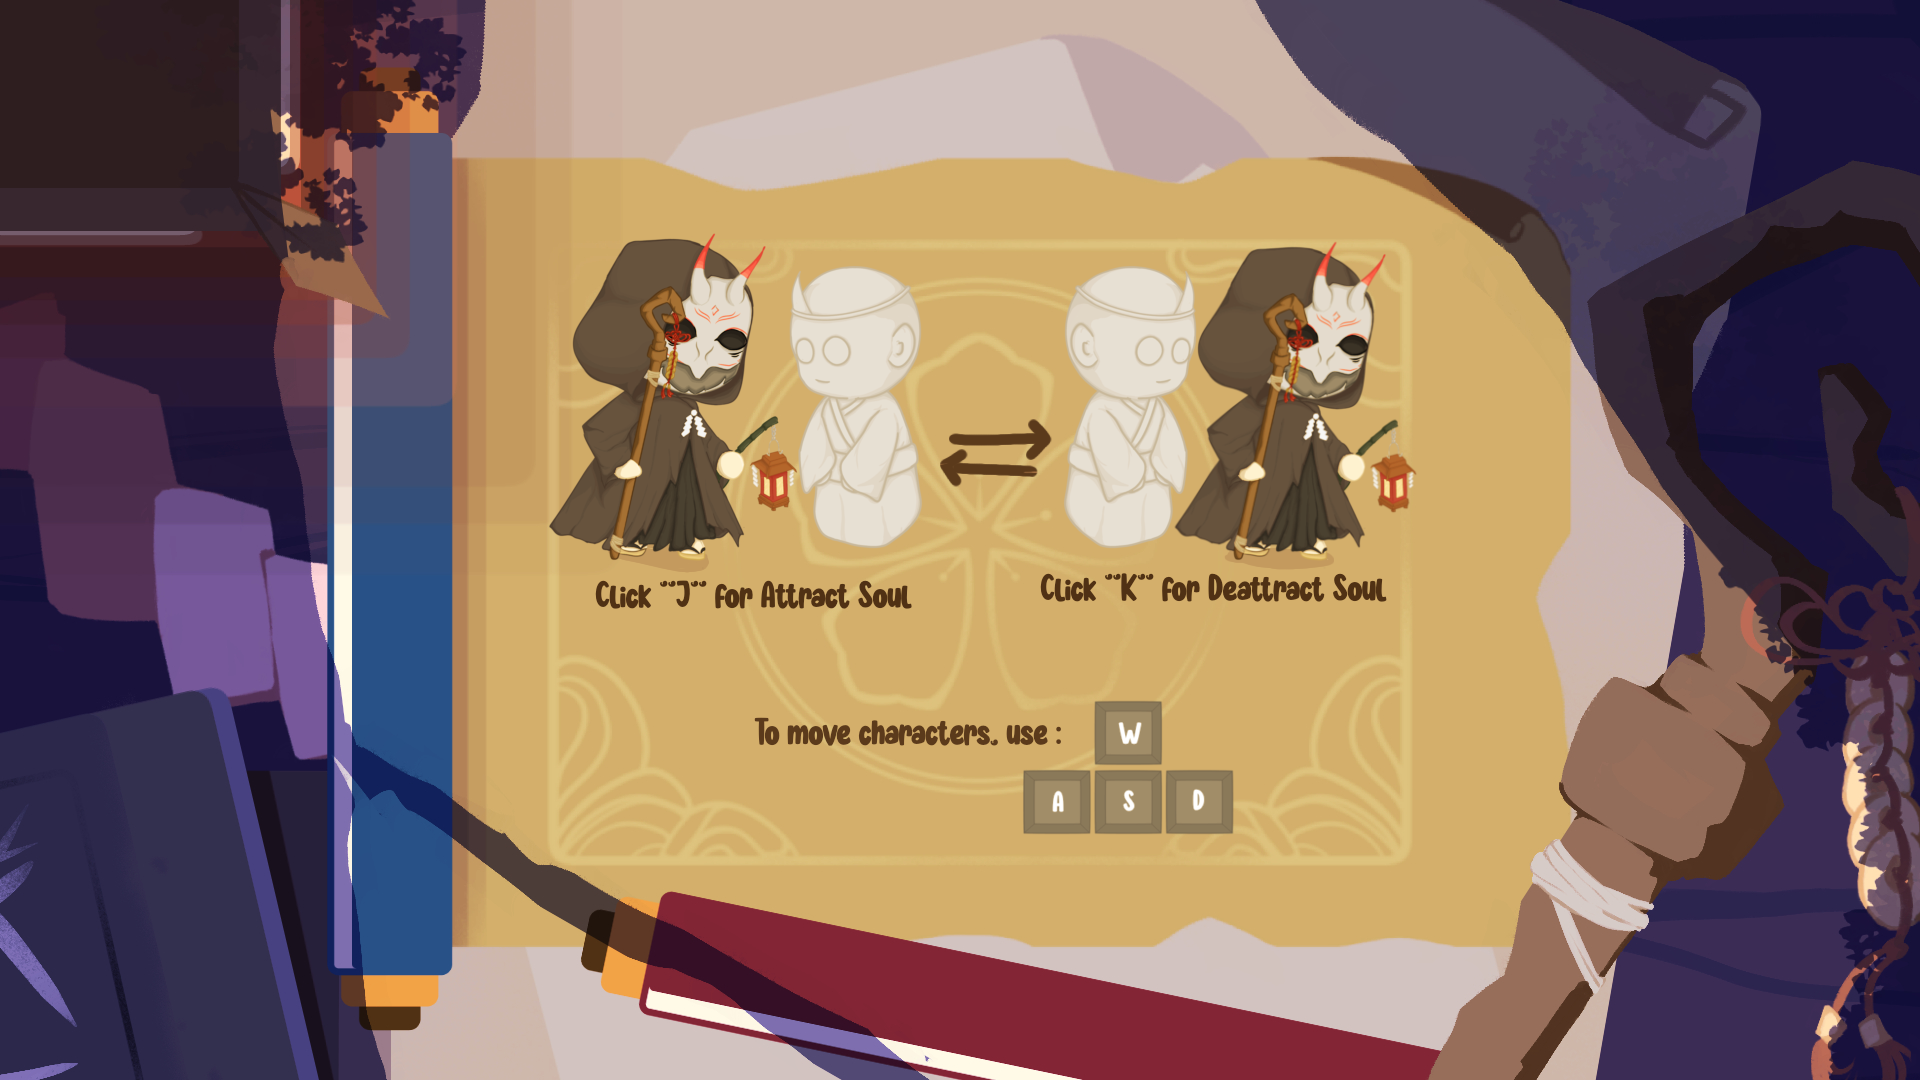 Click "J" for Attract Soul
Click "K" for Deattract Soul
To move characters, use :
W
A S D